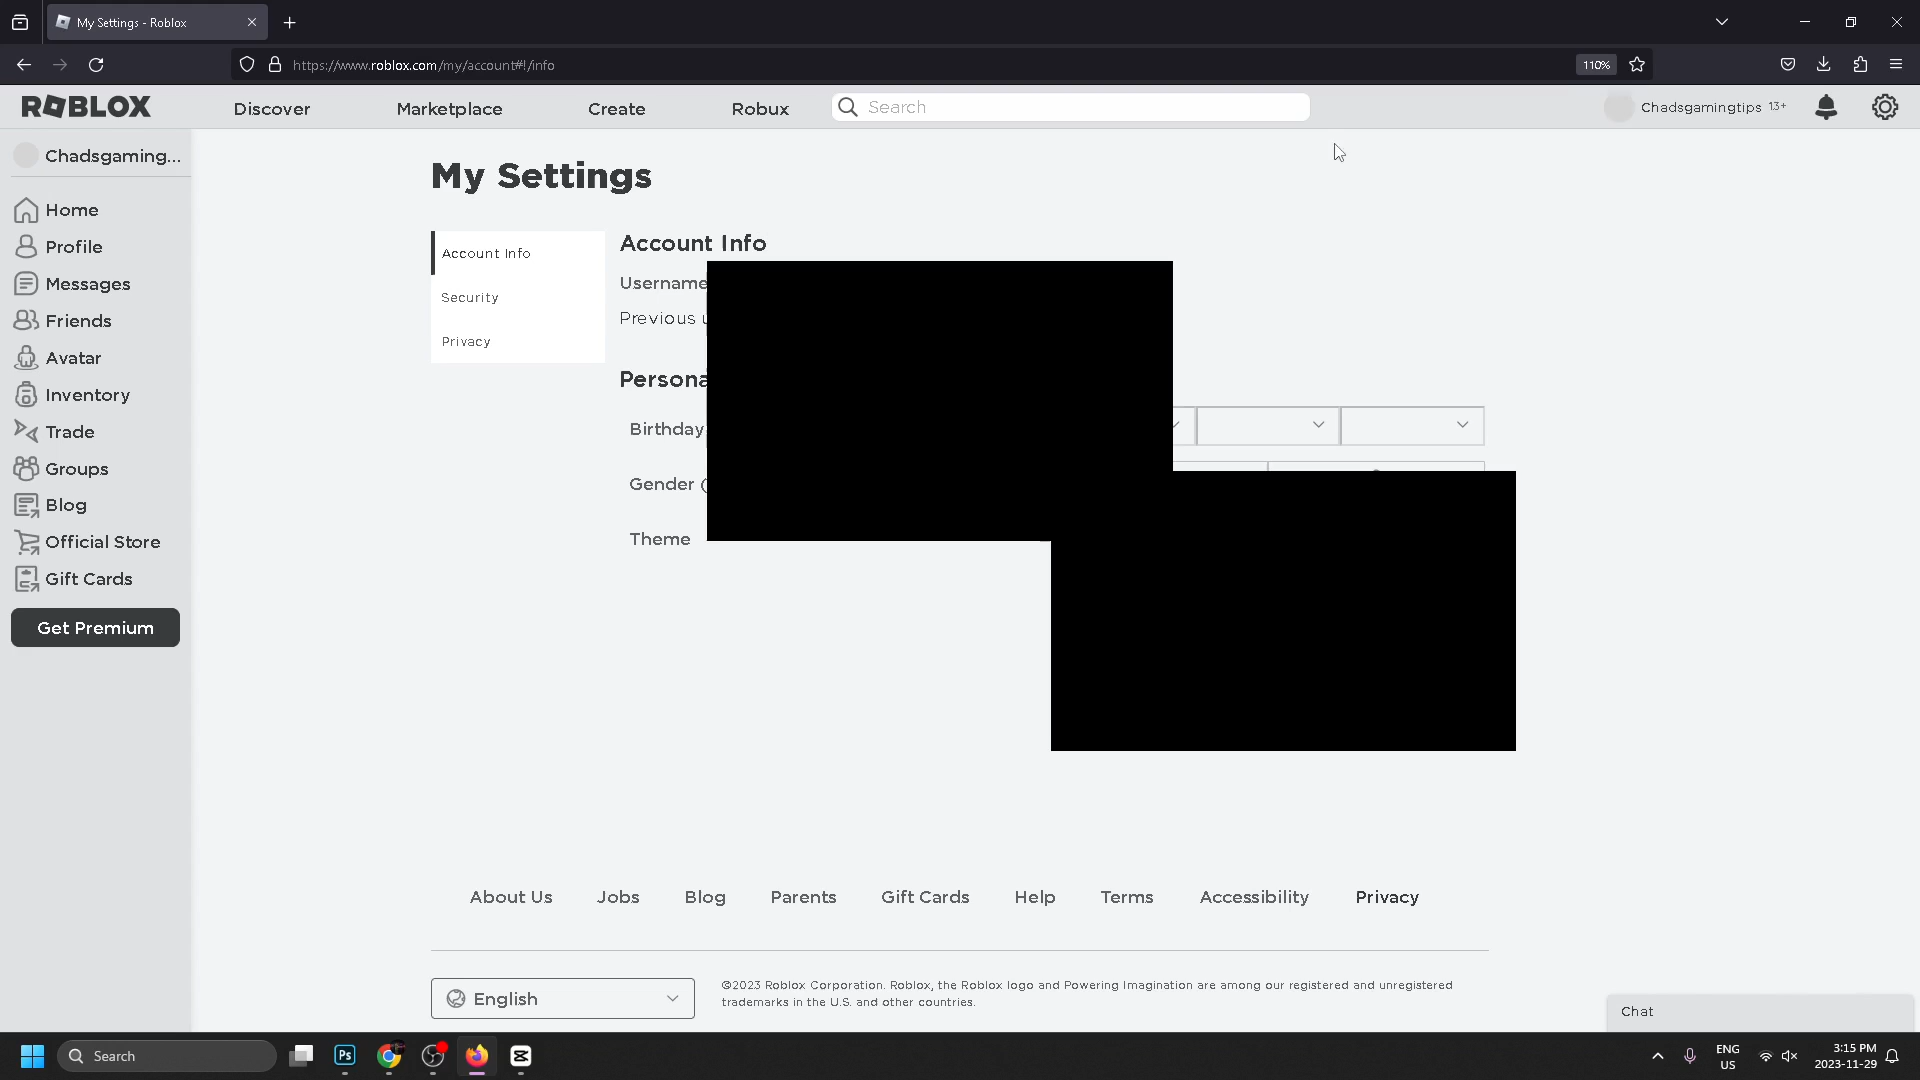 My Settings - Roblox
https://www.roblox.com/my/account#!/info
110%
ROBLOX
Discover
Marketplace
Create
Robux
Search
Chadsgamingtips 13+
Chadsgaming...
Home
Profile
Messages
Friends
Avatar
Inventory
Trade
Groups
Blog
Official Store
Gift Cards
Get Premium
My Settings
Account Info
Security
Privacy
Account Info
Username
Previous
Persona
Birthday
Gender (
Theme
About Us
Jobs
Blog
Parents
Gift Cards
Help
Terms
Accessibility
Privacy
English
©2023 Roblox Corporation. Roblox, the Roblox logo and Powering Imagination are among our registered and unregistered
trademarks in the U.S. and other countries.
Chat
Search
Ps
ENG
US
3:15 PM
2023-11-29